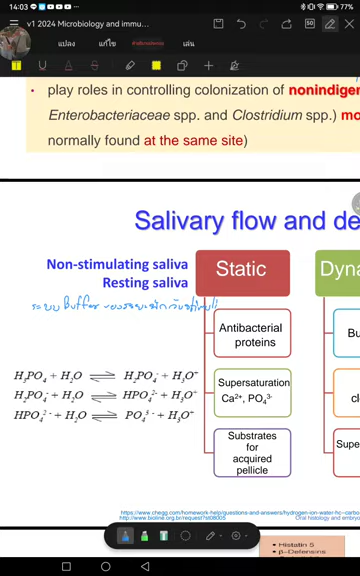 14:03
77%
v1 2024 Microbiology and immu...
แปลง
แก้ไข
เล่น
play roles in controlling colonization of nonindigen
Enterobacteriaceae spp. and Clostridium spp.) mo
normally found at the same site)
Salivary flow and de
Non-stimulating saliva
Resting saliva
ระบบ Buffer
Static
Dyna
Antibacterial
proteins
Bu
H₃PO₄ + H₂O ⇌ H₂PO₄⁻ + H₃O⁺
H₂PO₄⁻ + H₂O ⇌ HPO₄²⁻ + H₃O⁺
HPO₄²⁻ + H₂O ⇌ PO₄³⁻ + H₃O⁺
Supersaturation
Ca²⁺, PO₄³⁻
clo
Substrates
for
acquired
pellicle
Supe
https://www.chegg.com/homework-help/questions-and-answers/hydrogen-ion-water-hc-carbo
http://www.bioline.org.br/request?st08005
Oral histology and embryo
• Histatin 5
• β-Defensins